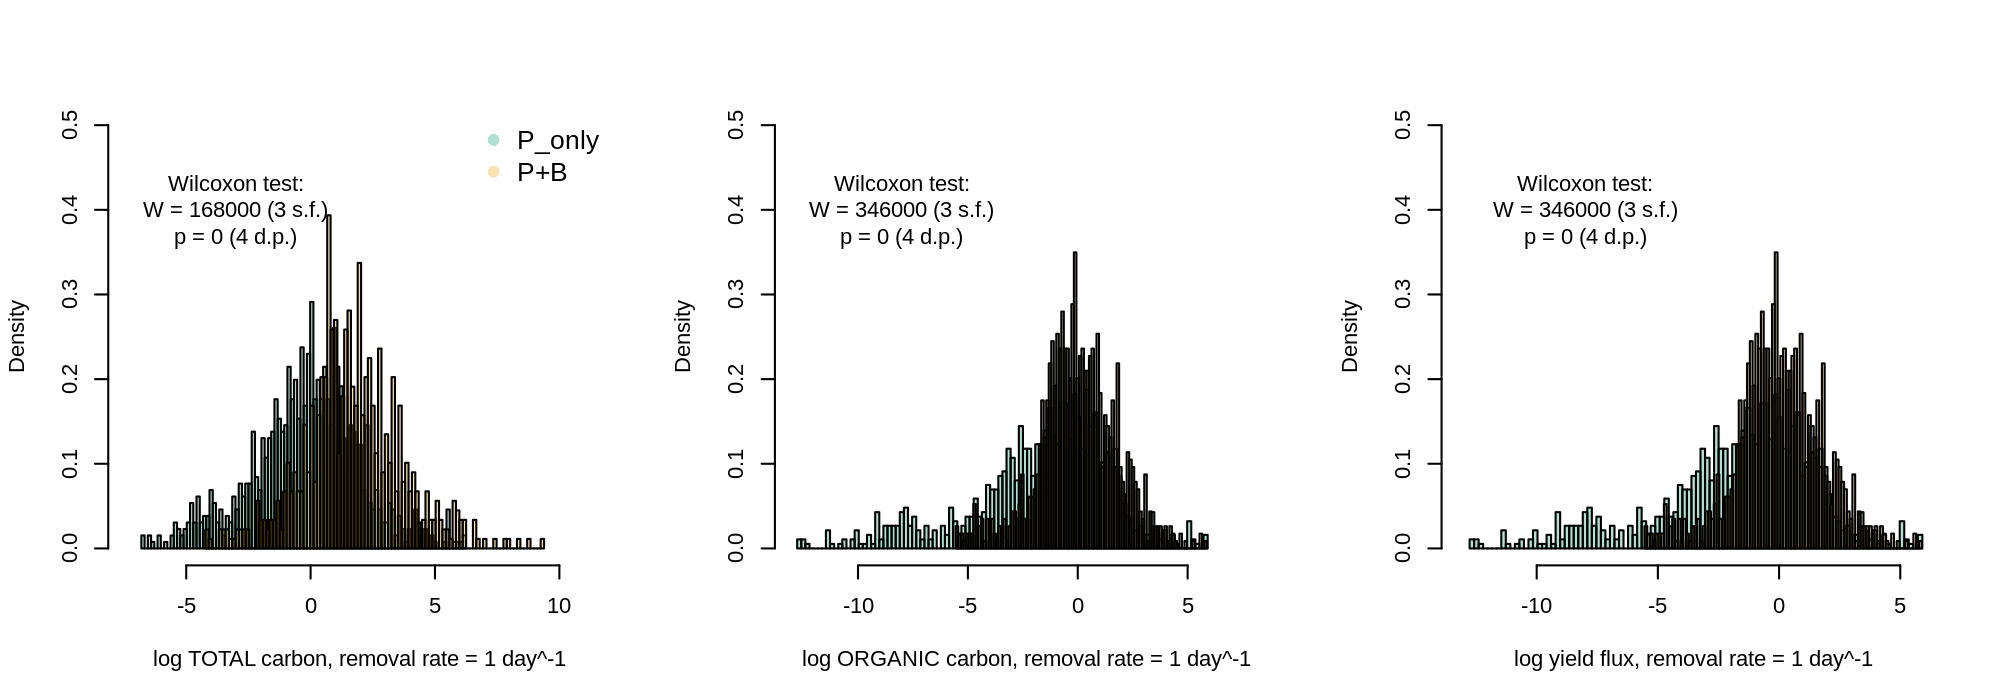 P_only
P+B
Wilcoxon test:
W = 168000 (3 s.f.)
p = 0 (4 d.p.)
Density
0.0 0.1 0.2 0.3 0.4 0.5
-5 0 5 10
log TOTAL carbon, removal rate = 1 day^-1
Wilcoxon test:
W = 346000 (3 s.f.)
p = 0 (4 d.p.)
Density
0.0 0.1 0.2 0.3 0.4 0.5
-10 -5 0 5
log ORGANIC carbon, removal rate = 1 day^-1
Wilcoxon test:
W = 346000 (3 s.f.)
p = 0 (4 d.p.)
Density
0.0 0.1 0.2 0.3 0.4 0.5
-10 -5 0 5
log yield flux, removal rate = 1 day^-1